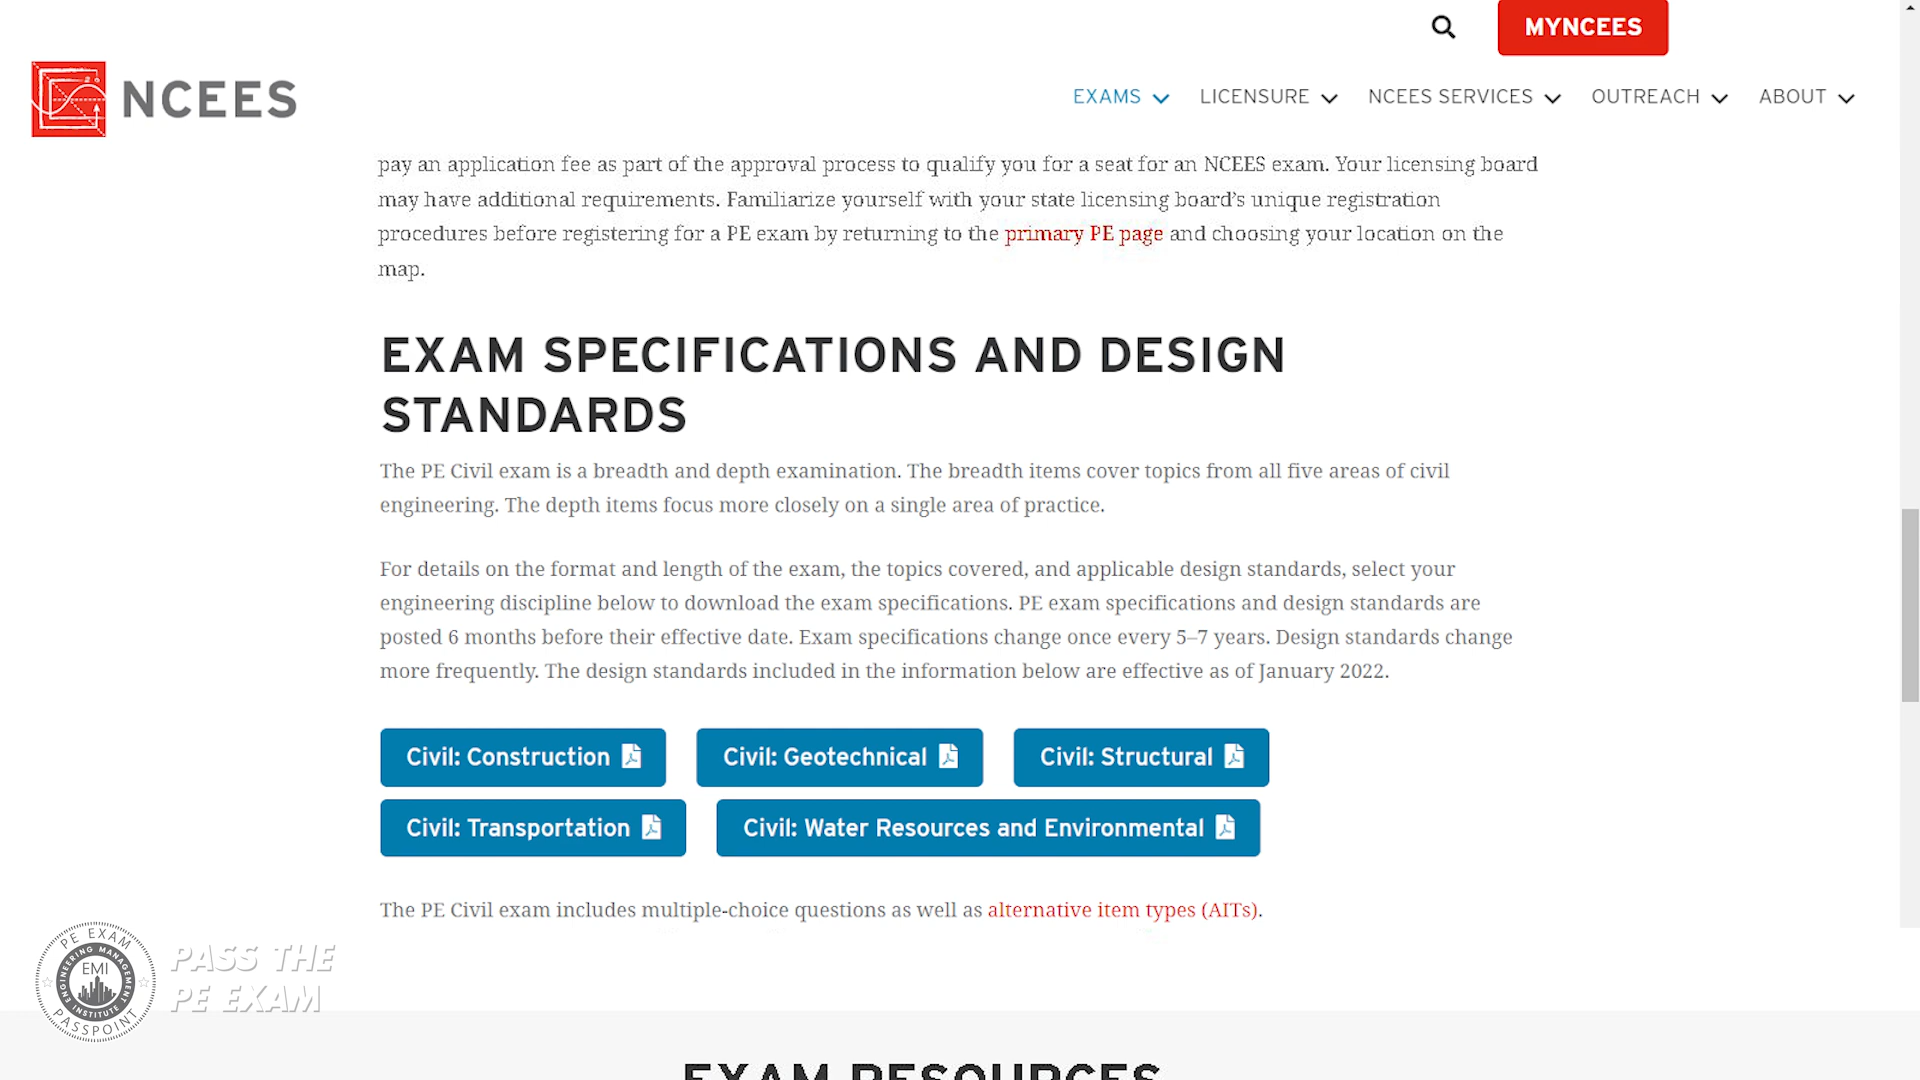 MYNCEES
NCEES
EXAMS LICENSURE NCEES SERVICES OUTREACH ABOUT
pay an application fee as part of the approval process to qualify you for a seat for an NCEES exam. Your licensing board
may have additional requirements. Familiarize yourself with your state licensing board’s unique registration
procedures before registering for a PE exam by returning to the primary PE page and choosing your location on the
map.
EXAM SPECIFICATIONS AND DESIGN
STANDARDS
The PE Civil exam is a breadth and depth examination. The breadth items cover topics from all five areas of civil
engineering. The depth items focus more closely on a single area of practice.
For details on the format and length of the exam, the topics covered, and applicable design standards, select your
engineering discipline below to download the exam specifications. PE exam specifications and design standards are
posted 6 months before their effective date. Exam specifications change once every 5–7 years. Design standards change
more frequently. The design standards included in the information below are effective as of January 2022.
Civil: Construction Civil: Geotechnical Civil: Structural
Civil: Transportation Civil: Water Resources and Environmental
The PE Civil exam includes multiple-choice questions as well as alternative item types (AITs).
PE EXAM
ENGINEERING MANAGEMENT
EMI
INSTITUTE
PASSPOINT
PASS THE
PE EXAM
EXAM RESOURCES